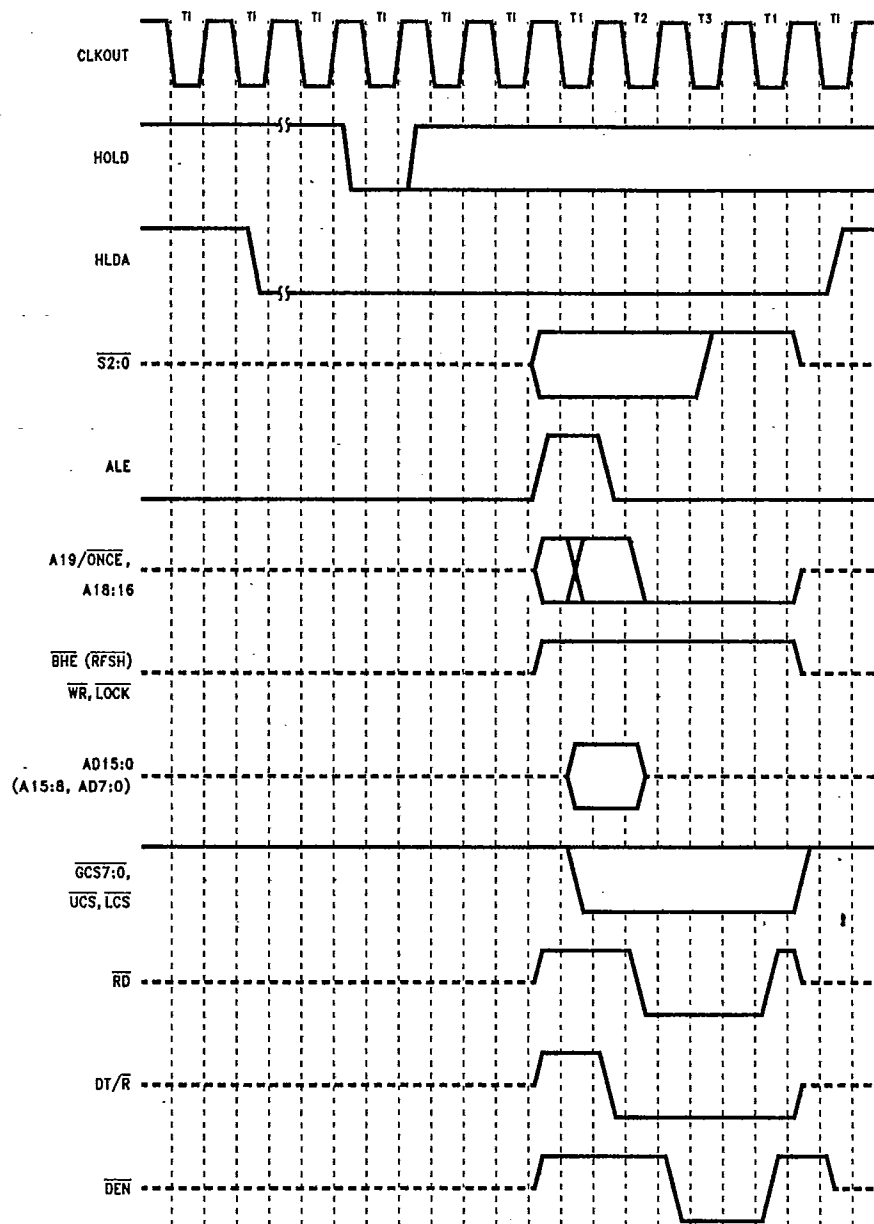 TI TI TI TI TI TI T1 T2 T3 T1 TI
CLKOUT
HOLD
HLDA
S2:0
ALE
A19/ONCE,
A18:16
BHE (RFSH)
WR, LOCK
AD15:0
(A15:8, AD7:0)
GCS7:0,
UCS, LCS
RD
DT/R
DEN